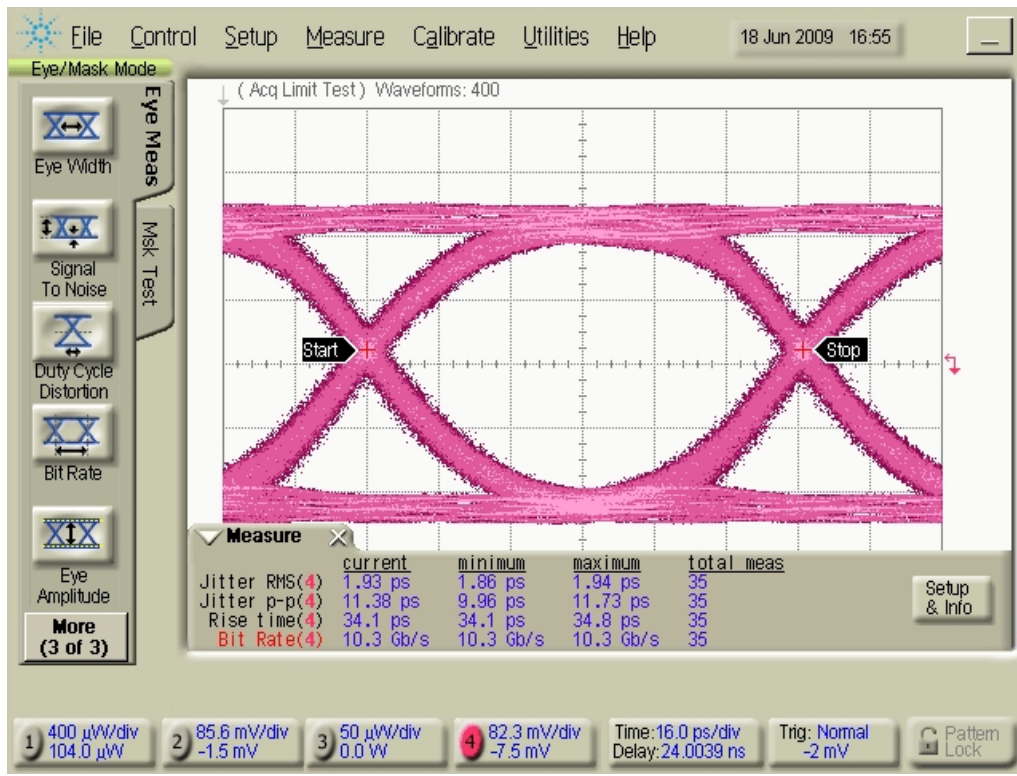 File Control Setup Measure Calibrate Utilities Help 18 Jun 2009 16:55
Eye/Mask Mode
( Acq Limit Test ) Waveforms: 400
Eye Meas
Msk Test
Eye Width
Signal
To Noise
Duty Cycle
Distortion
Bit Rate
Eye
Amplitude
More
(3 of 3)
Start
Stop
Measure
current minimum maximum total meas
Jitter RMS(4) 1.93 ps 1.86 ps 1.94 ps 35
Jitter p-p(4) 11.38 ps 9.96 ps 11.73 ps 35
Rise time(4) 34.1 ps 34.1 ps 34.8 ps 35
Bit Rate(4) 10.3 Gb/s 10.3 Gb/s 10.3 Gb/s 35
Setup
& Info
1 400 µW/div
104.0 µW
2 85.6 mV/div
-1.5 mV
3 50 µW/div
0.0 W
4 82.3 mV/div
-7.5 mV
Time:16.0 ps/div
Delay:24.0039 ns
Trig: Normal
-2 mV
Pattern
Lock